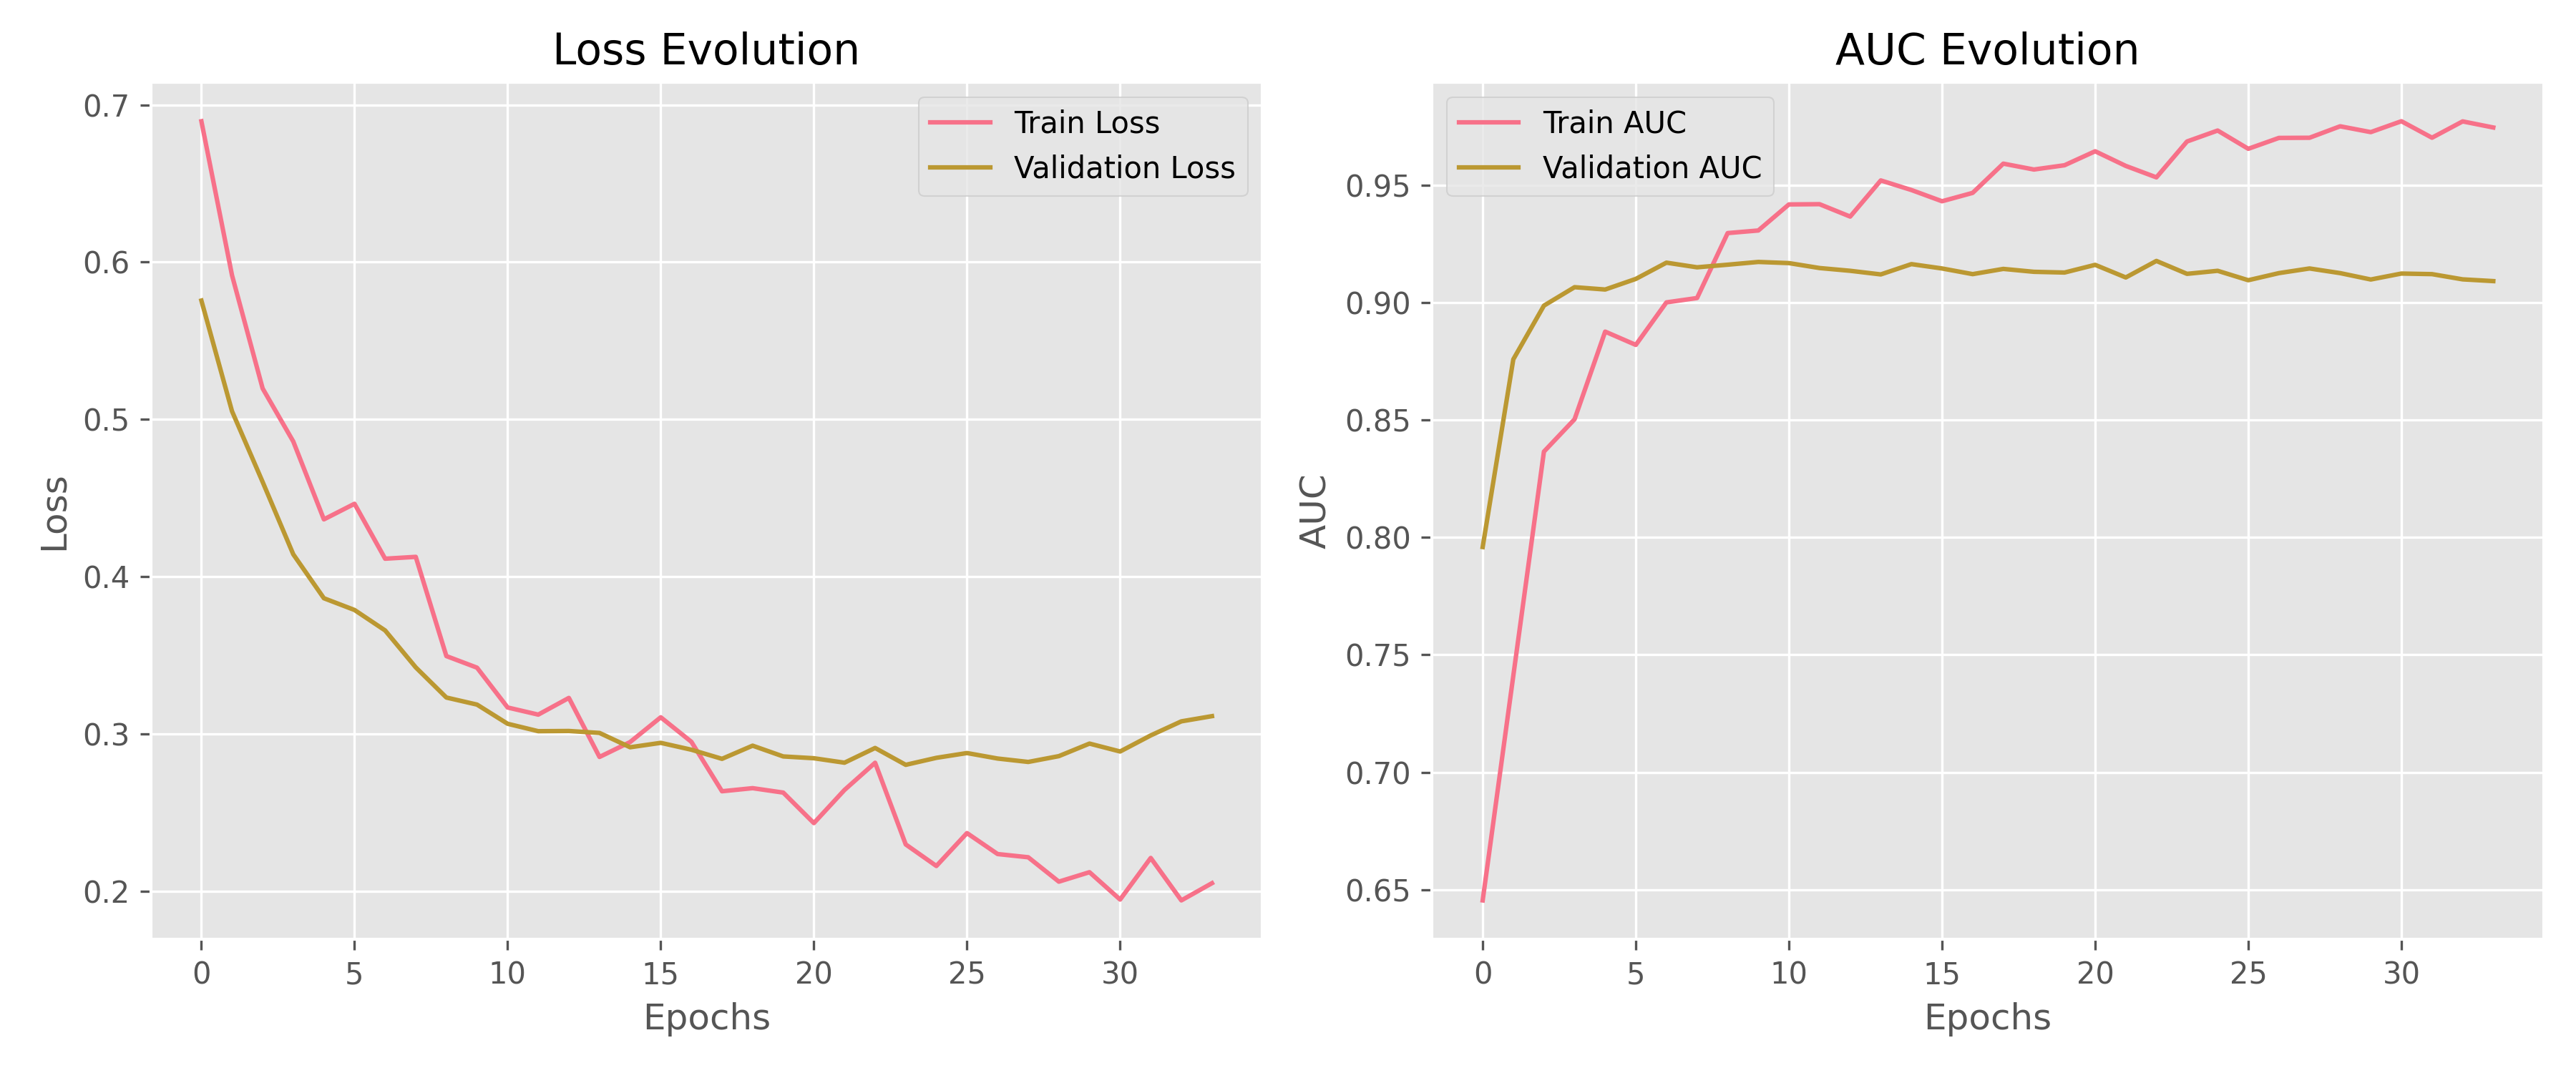 Loss Evolution
Train Loss
Validation Loss
0.7
0.6
0.5
0.4
0.3
0.2
Loss
0 5 10 15 20 25 30
Epochs
AUC Evolution
Train AUC
Validation AUC
0.95
0.90
0.85
0.80
0.75
0.70
0.65
AUC
0 5 10 15 20 25 30
Epochs